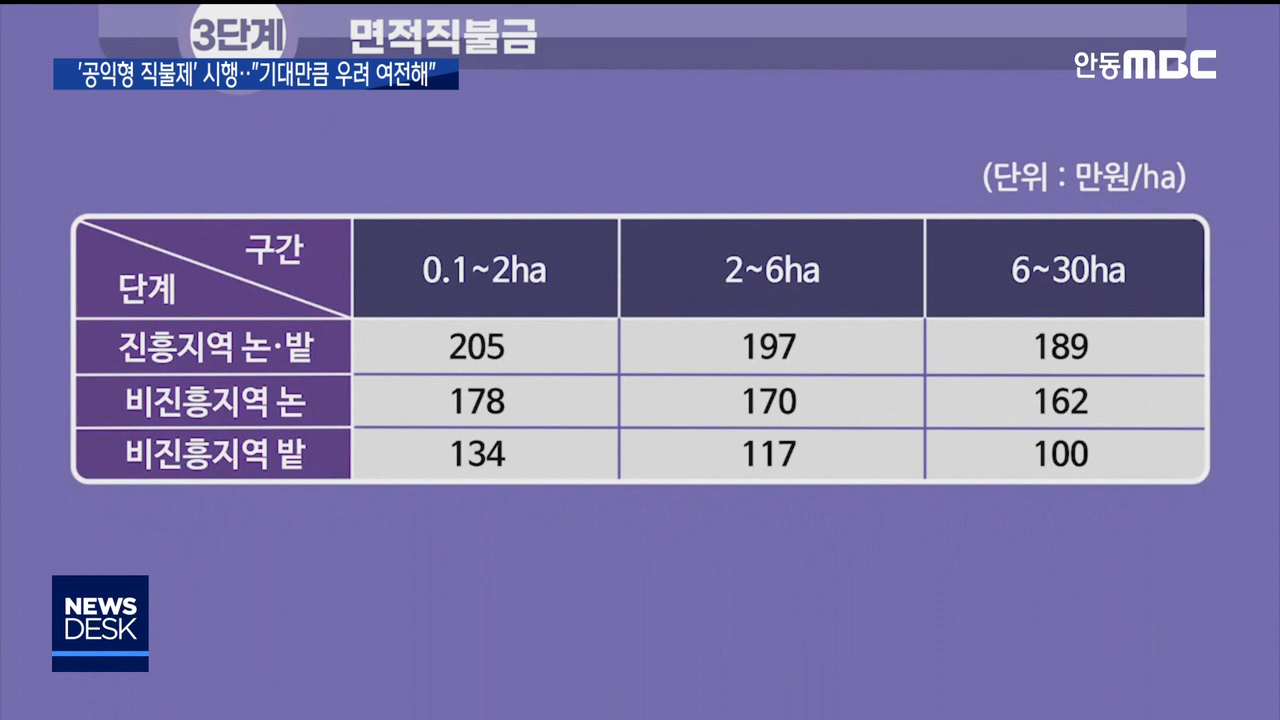 3단계 면적직불금
'공익형 직불제' 시행‥"기대만큼 우려 여전해"
안동MBC
(단위 : 만원/ha)
구간
단계
0.1~2ha 2~6ha 6~30ha
진흥지역 논·밭 205 197 189
비진흥지역 논 178 170 162
비진흥지역 밭 134 117 100
NEWS
DESK